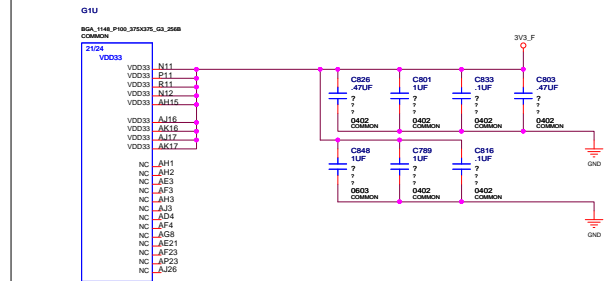 G1U
BGA_1148_P100_375X375_G3_256B
COMMON
21/24
VDD33
VDD33 N11
VDD33 P11
VDD33 R11
VDD33 N12
VDD33 AH15
VDD33 AJ16
VDD33 AK16
VDD33 AJ17
VDD33 AK17
NC AH1
NC AH2
NC AE3
NC AF3
NC AH3
NC AJ3
NC AD4
NC AF4
NC AG8
NC AE21
NC AF23
NC AP23
NC AJ26
3V3_F
C826 C801 C833 C803
.47UF 1UF .1UF .47UF
? ? ? ?
? ? ? ?
? ? ? ?
0402 0402 0402 0402
COMMON COMMON COMMON COMMON
GND
C848 C789 C816
1UF 1UF .1UF
? ? ?
? ? ?
? ? ?
0603 0402 0402
COMMON COMMON COMMON
GND